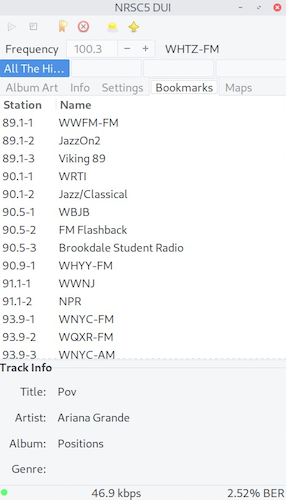 NRSC5 DUI
Frequency 100.3 − + WHTZ-FM
All The Hi...
Album Art Info Settings Bookmarks Maps
Station Name
89.1-1 WWFM-FM
89.1-2 JazzOn2
89.1-3 Viking 89
90.1-1 WRTI
90.1-2 Jazz/Classical
90.5-1 WBJB
90.5-2 FM Flashback
90.5-3 Brookdale Student Radio
90.9-1 WHYY-FM
91.1-1 WWNJ
91.1-2 NPR
93.9-1 WNYC-FM
93.9-2 WQXR-FM
93.9-3 WNYC-AM
Track Info
Title: Pov
Artist: Ariana Grande
Album: Positions
Genre:
46.9 kbps 2.52% BER